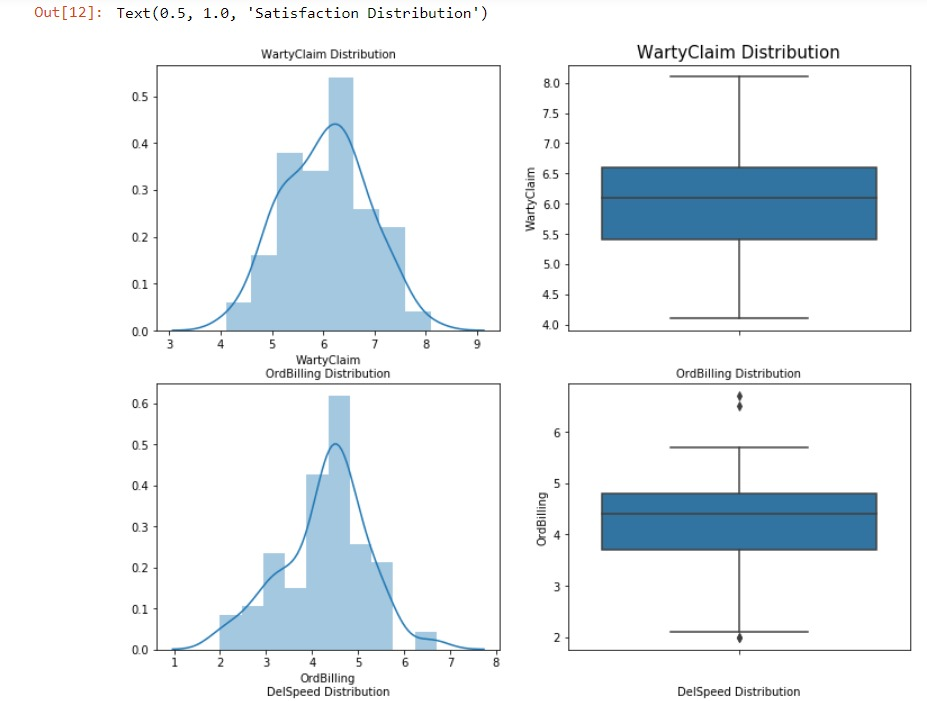 Out[12]: Text(0.5, 1.0, 'Satisfaction Distribution')
WartyClaim Distribution
0.5
0.4
0.3
0.2
0.1
0.0
3 4 5 6 7 8 9
WartyClaim
WartyClaim Distribution
8.0
7.5
7.0
6.5
6.0
5.5
5.0
4.5
4.0
WartyClaim
OrdBilling Distribution
0.6
0.5
0.4
0.3
0.2
0.1
0.0
1 2 3 4 5 6 7 8
OrdBilling
OrdBilling Distribution
6
5
4
3
2
OrdBilling
DelSpeed Distribution
DelSpeed Distribution